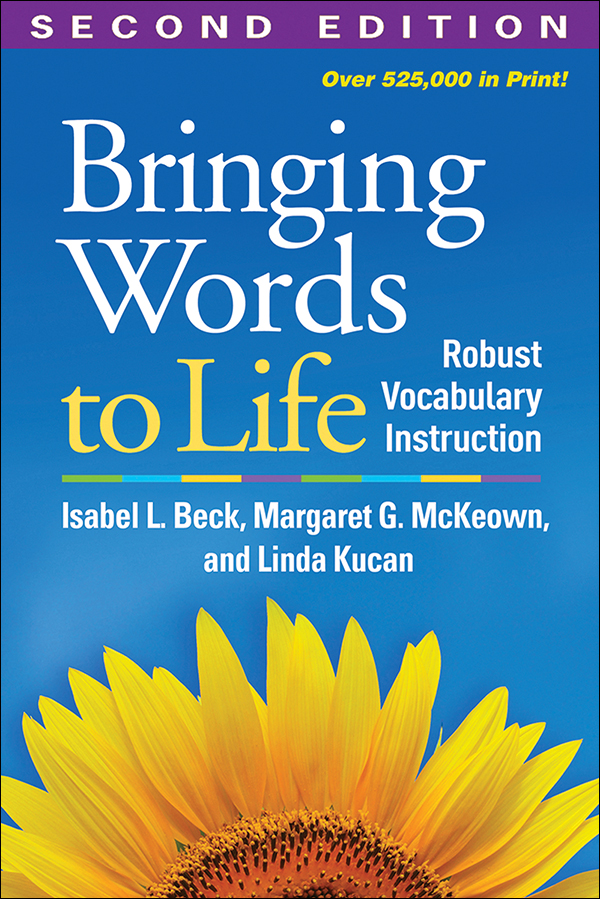 SECOND EDITION
Over 525,000 in Print!
Bringing
Words
to Life
Robust
Vocabulary
Instruction
Isabel L. Beck, Margaret G. McKeown,
and Linda Kucan